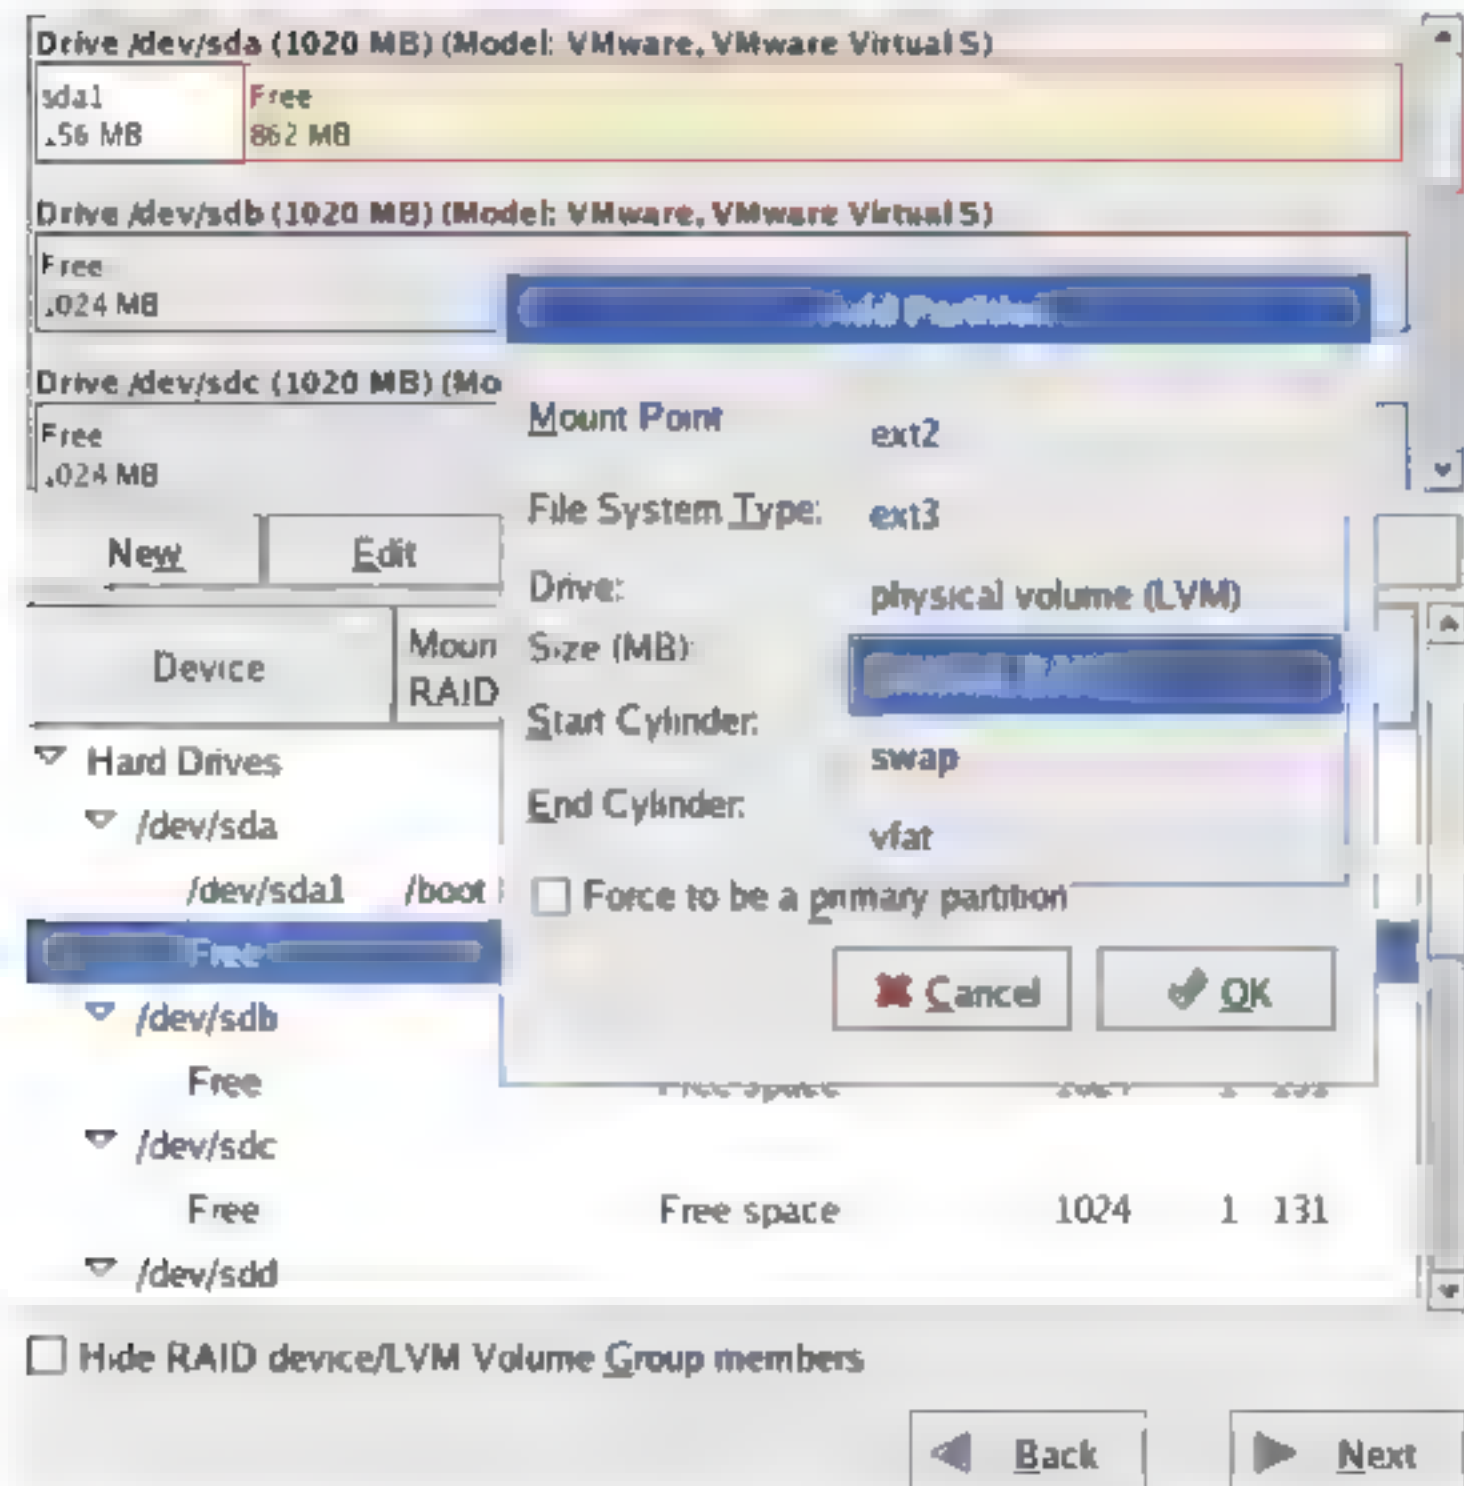 Drive /dev/sda (1020 MB) (Model: VMware, VMware Virtual S)
sda1 Free
56 MB 862 MB
Drive /dev/sdb (1020 MB) (Model: VMware, VMware Virtual S)
Free
024 MB
Drive /dev/sdc (1020 MB) (Mo
Free
024 MB
New Edit
Device
Moun
RAID
Hard Drives
/dev/sda
/dev/sda1 /boot
Free
/dev/sdb
Free
/dev/sdc
Free Free space 1024 1 131
/dev/sdd
Mount Point
File System Type:
Drive:
Size (MB):
Start Cylinder:
End Cylinder:
ext2
ext3
physical volume (LVM)
swap
vfat
Force to be a primary partition
Cancel OK
Hide RAID device/LVM Volume Group members
Back Next